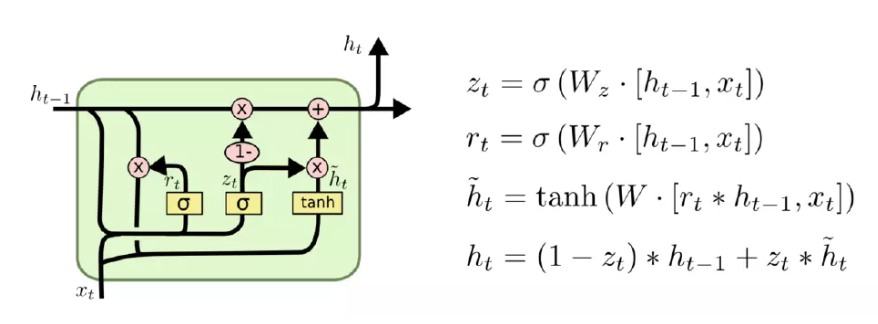 h_t
h_{t-1}
x
+
1-
x
r_t
z_t
x
h̃_t
σ
σ
tanh
x_t
z_t = σ (W_z · [h_{t-1}, x_t])
r_t = σ (W_r · [h_{t-1}, x_t])
h̃_t = tanh (W · [r_t * h_{t-1}, x_t])
h_t = (1 − z_t) * h_{t-1} + z_t * h̃_t